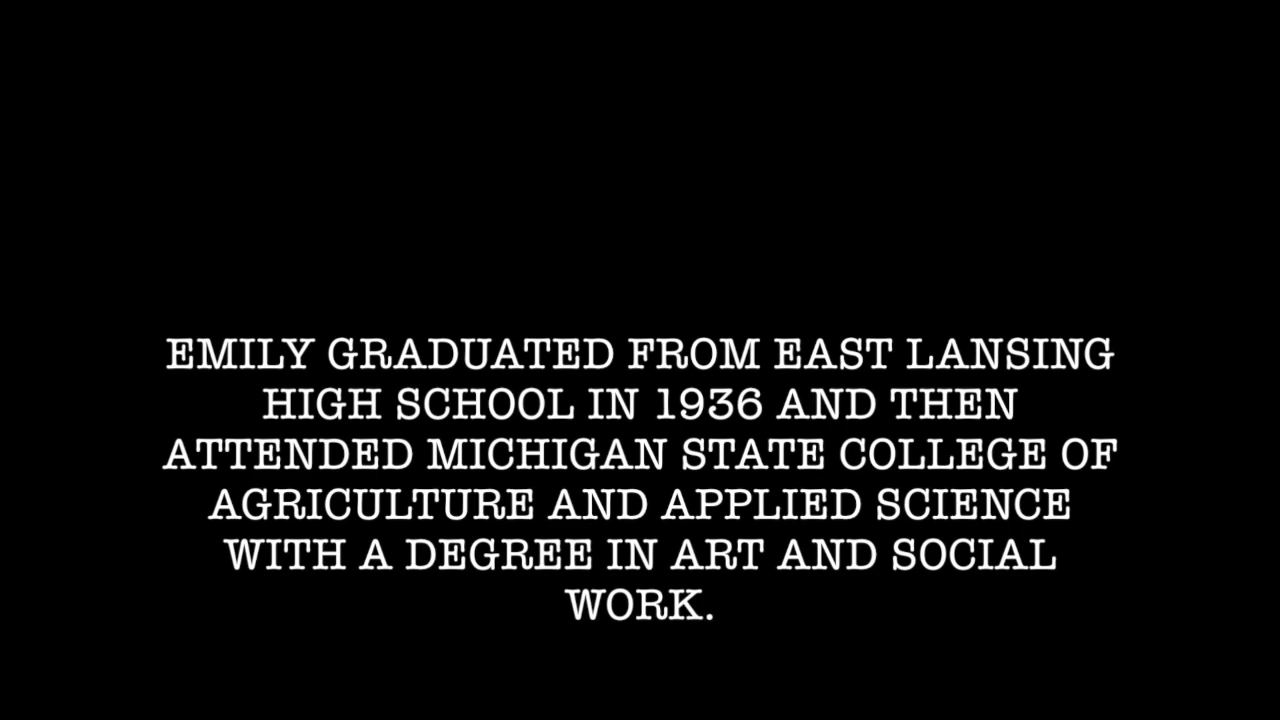 EMILY GRADUATED FROM EAST LANSING
HIGH SCHOOL IN 1936 AND THEN
ATTENDED MICHIGAN STATE COLLEGE OF
AGRICULTURE AND APPLIED SCIENCE
WITH A DEGREE IN ART AND SOCIAL
WORK.